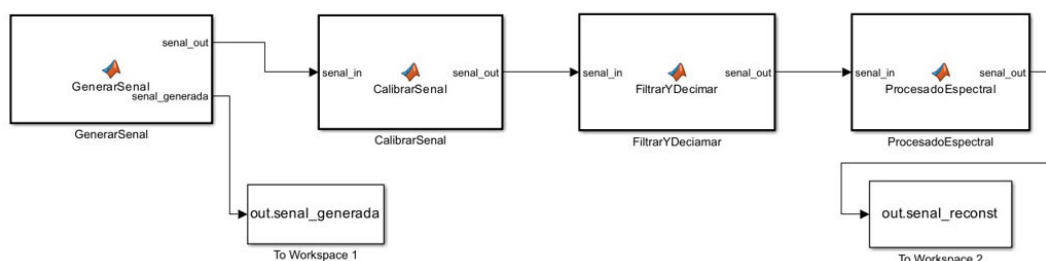 senal_out
GenerarSenal
senal_generada
GenerarSenal
senal_in
CalibrarSenal
senal_out
CalibrarSenal
senal_in
FiltrarYDecimar
senal_out
FiltrarYDeciamar
senal_in
ProcesadoEspectral
senal_out
ProcesadoEspectral
out.senal_generada
To Workspace 1
out.senal_reconst
To Workspace 2